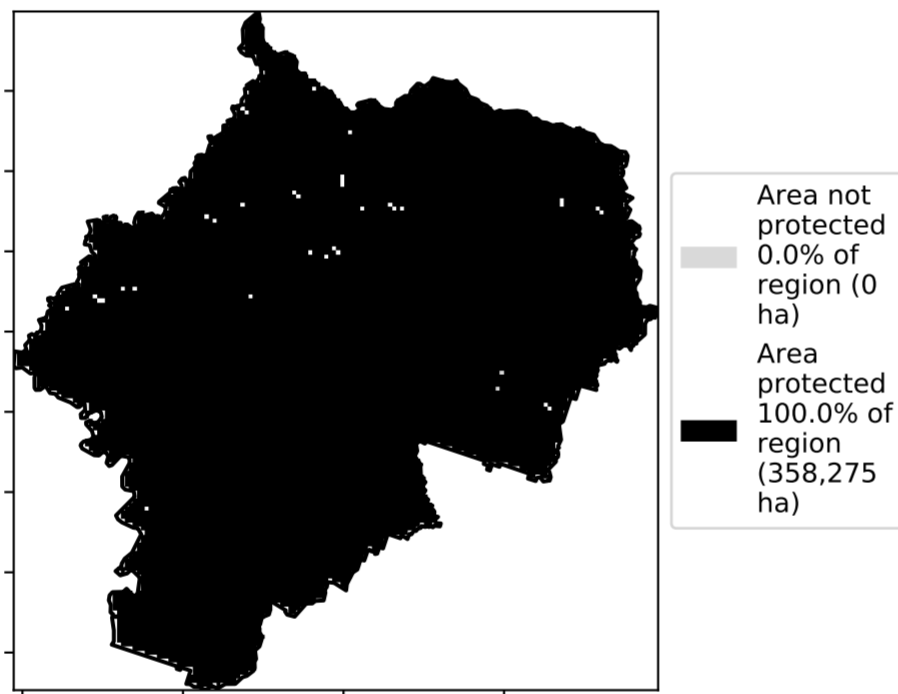 Area not
protected
0.0% of
region (0
ha)
Area
protected
100.0% of
region
(358,275
ha)